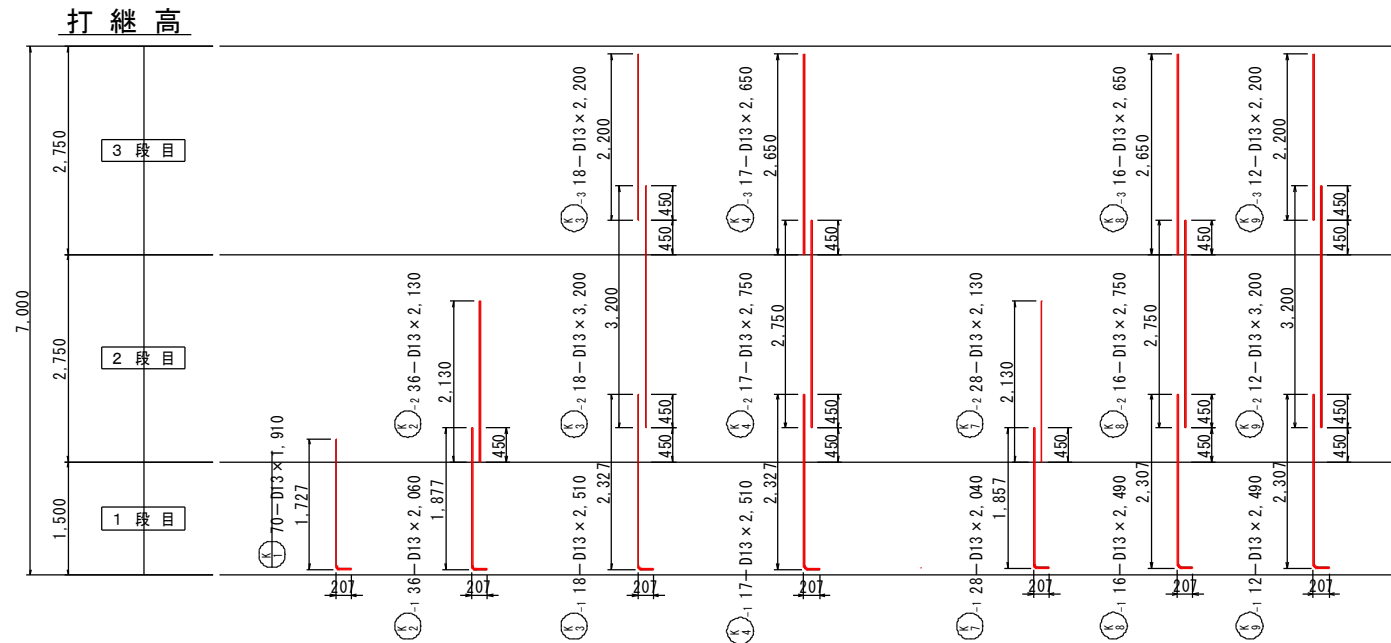 打 継 高
7,000
2,750
2,750
1,500
3 段 目
2 段 目
1 段 目
K1 70－D13×1,910
1,727
207
K2-2 36－D13×2,130
2,130
450
K2-1 36－D13×2,060
1,877
207
K3-3 18－D13×2,200
2,200
450
450
K3-2 18－D13×3,200
3,200
450
450
K3-1 18－D13×2,510
2,327
207
K4-3 17－D13×2,650
2,650
450
K4-2 17－D13×2,750
2,750
450
450
K4-1 17－D13×2,510
2,327
207
K7-2 28－D13×2,130
2,130
450
K7-1 28－D13×2,040
1,857
207
K8-3 16－D13×2,650
2,650
450
K8-2 16－D13×2,750
2,750
450
450
K8-1 16－D13×2,490
2,307
207
K9-3 12－D13×2,200
2,200
450
450
K9-2 12－D13×3,200
3,200
450
450
K9-1 12－D13×2,490
2,307
207